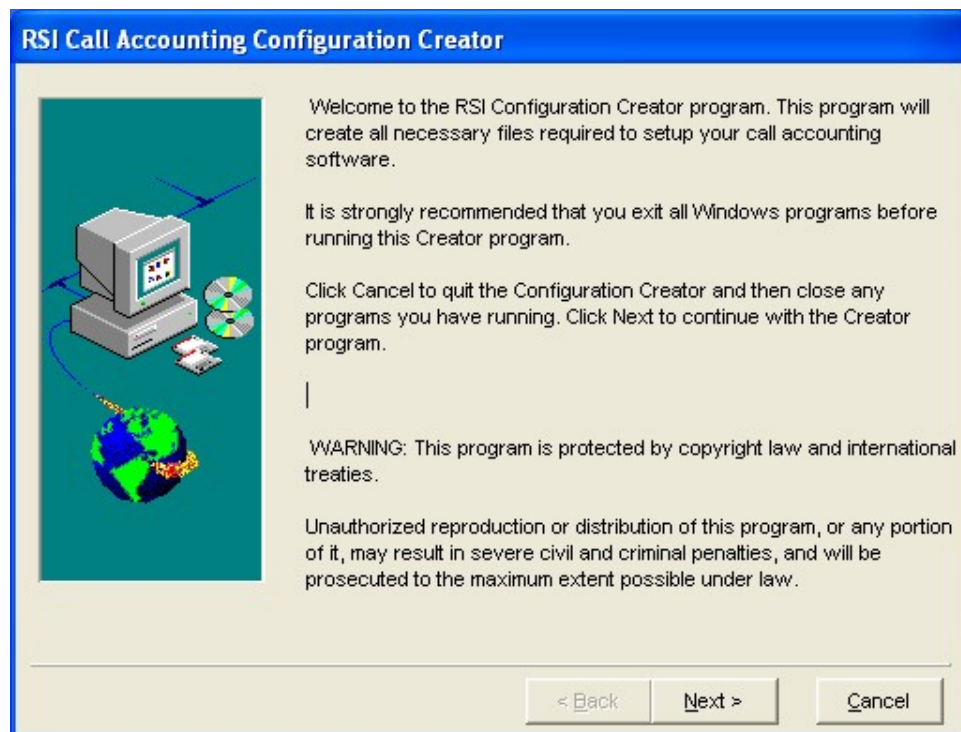 RSI Call Accounting Configuration Creator
Welcome to the RSI Configuration Creator program. This program will
create all necessary files required to setup your call accounting
software.
It is strongly recommended that you exit all Windows programs before
running this Creator program.
Click Cancel to quit the Configuration Creator and then close any
programs you have running. Click Next to continue with the Creator
program.
WARNING: This program is protected by copyright law and international
treaties.
Unauthorized reproduction or distribution of this program, or any portion
of it, may result in severe civil and criminal penalties, and will be
prosecuted to the maximum extent possible under law.
< Back
Next >
Cancel